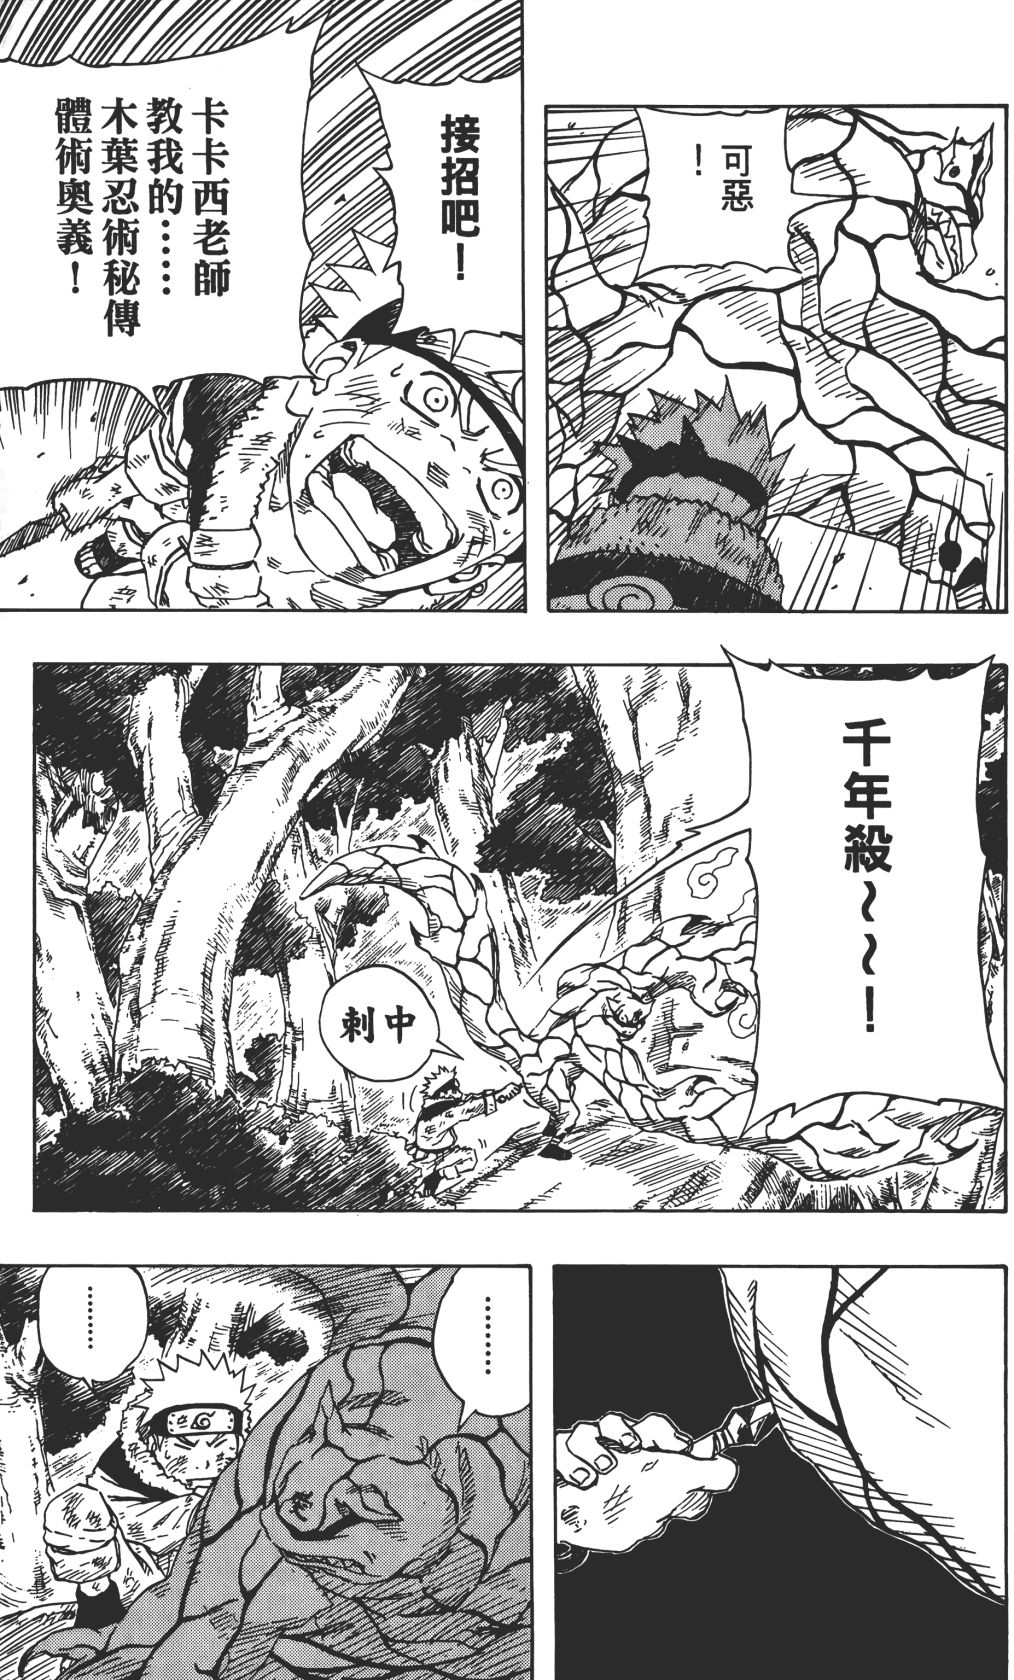 可惡
！
接招吧！
卡卡西老師
教我的……
木葉忍術秘傳
體術奧義！
千年殺～～！
刺中
………
………